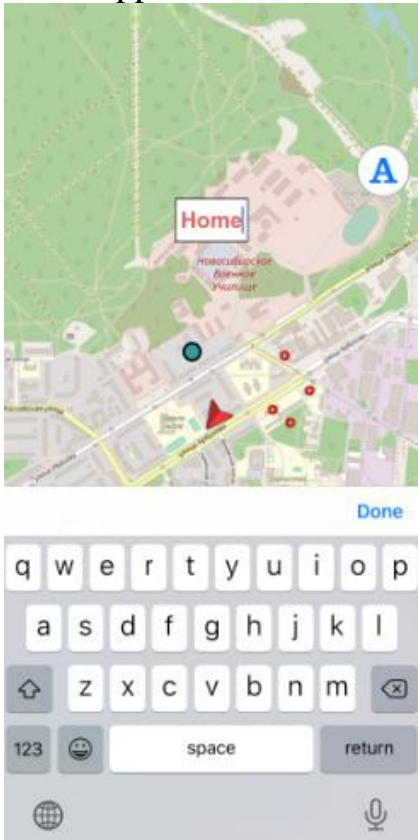 A
Home
Новосибирское
Военное
Училище
Done
q w e r t y u i o p
a s d f g h j k l
z x c v b n m
123 space return